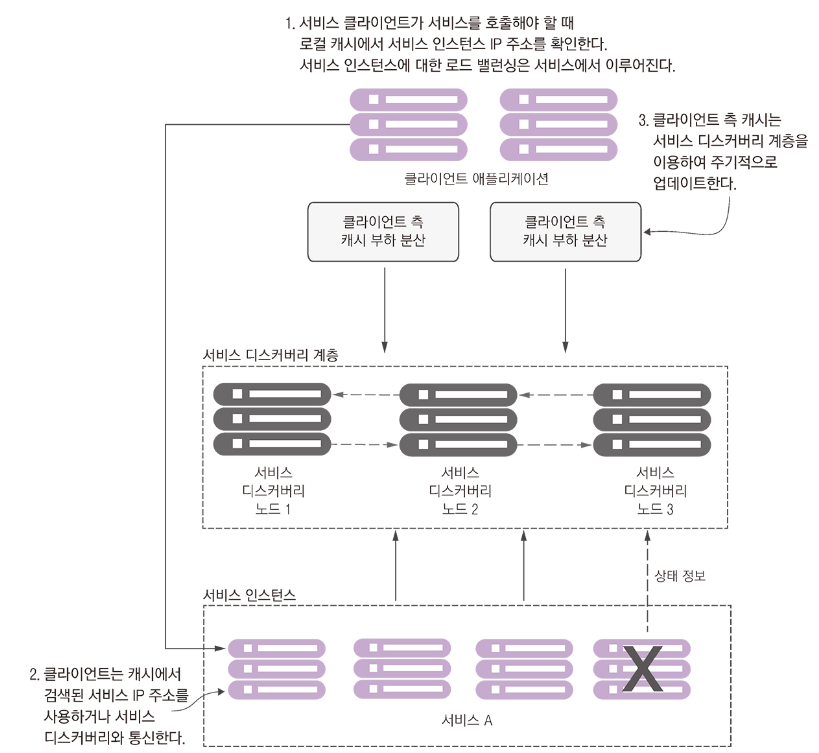 1. 서비스 클라이언트가 서비스를 호출해야 할 때
로컬 캐시에서 서비스 인스턴스 IP 주소를 확인한다.
서비스 인스턴스에 대한 로드 밸런싱은 서비스에서 이루어진다.
3. 클라이언트 측 캐시는
서비스 디스커버리 계층을
이용하여 주기적으로
업데이트한다.
클라이언트 애플리케이션
클라이언트 측
캐시 부하 분산
클라이언트 측
캐시 부하 분산
서비스 디스커버리 계층
서비스
디스커버리
노드 1
서비스
디스커버리
노드 2
서비스
디스커버리
노드 3
상태 정보
서비스 인스턴스
X
2. 클라이언트는 캐시에서
검색된 서비스 IP 주소를
사용하거나 서비스
디스커버리와 통신한다.
서비스 A